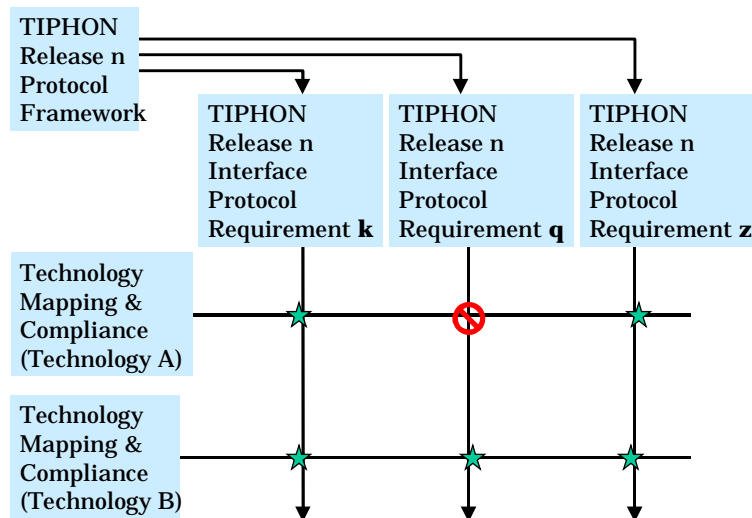 TIPHON
Release n
Protocol
Framework
TIPHON
Release n
Interface
Protocol
Requirement k
TIPHON
Release n
Interface
Protocol
Requirement q
TIPHON
Release n
Interface
Protocol
Requirement z
Technology
Mapping &
Compliance
(Technology A)
Technology
Mapping &
Compliance
(Technology B)